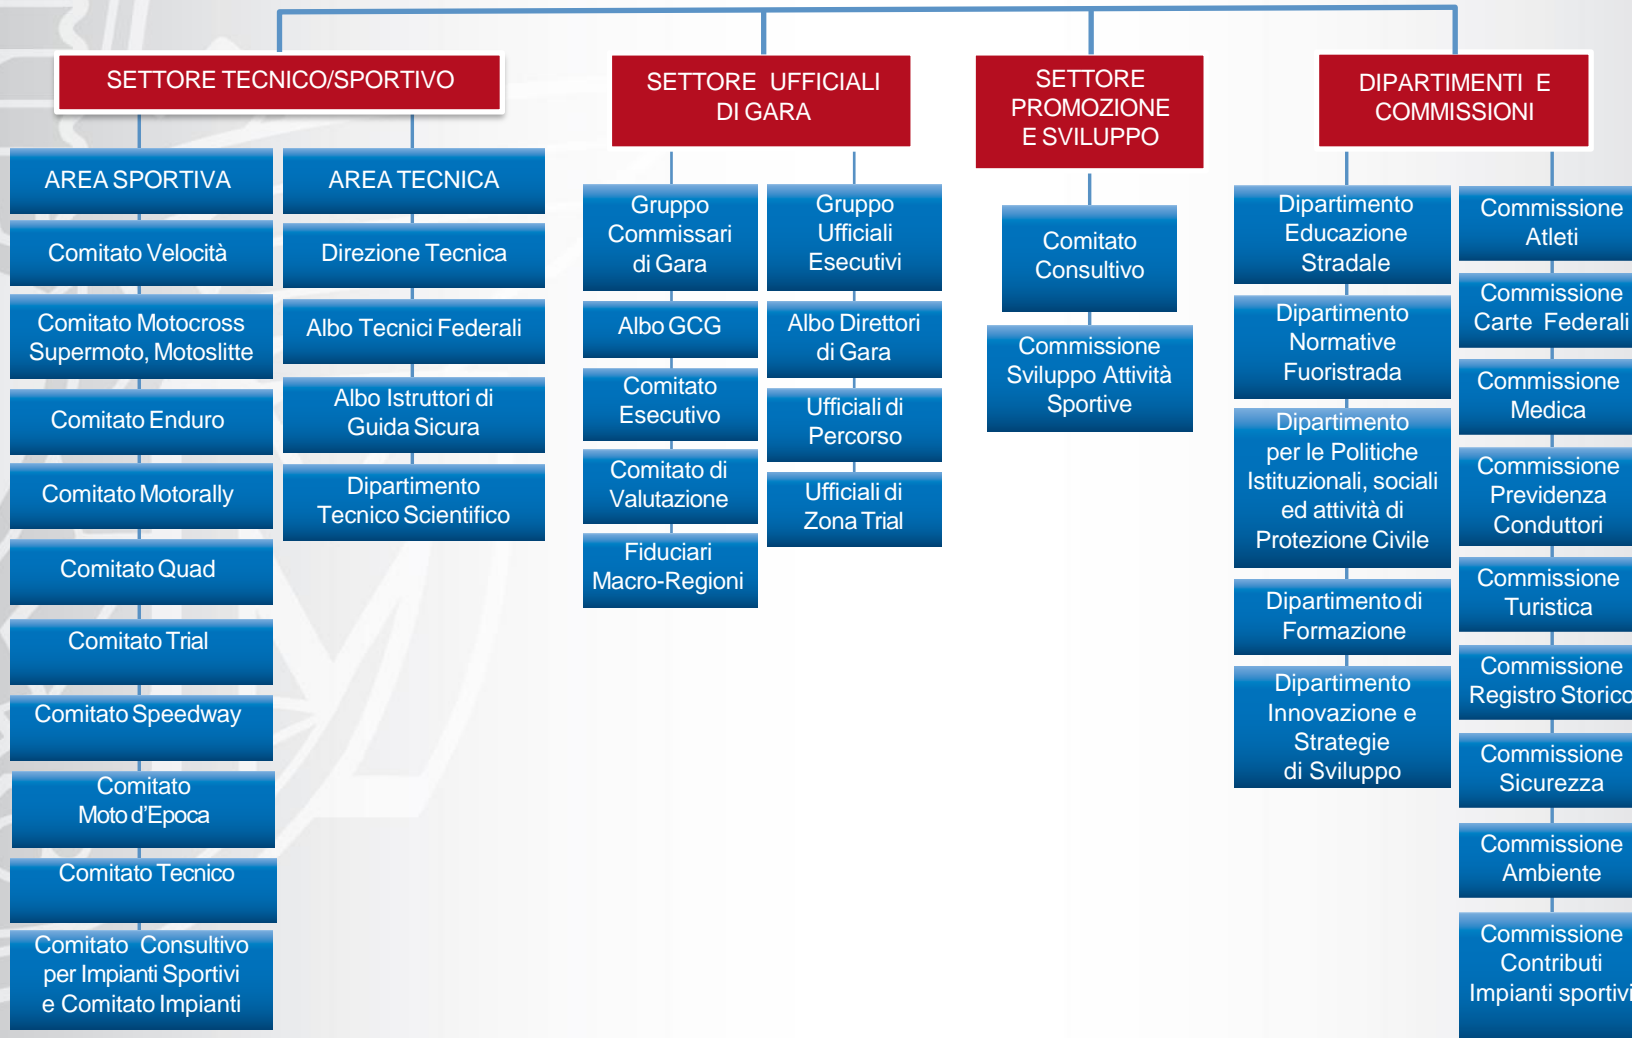 SETTORE TECNICO/SPORTIVO
AREA SPORTIVA
Comitato Velocità
Comitato Motocross
Supermoto, Motoslitte
Comitato Enduro
Comitato Motorally
Comitato Quad
Comitato Trial
Comitato Speedway
Comitato
Moto d’Epoca
Comitato Tecnico
Comitato Consultivo
per Impianti Sportivi
e Comitato Impianti
AREA TECNICA
Direzione Tecnica
Albo Tecnici Federali
Albo Istruttori di
Guida Sicura
Dipartimento
Tecnico Scientifico
SETTORE UFFICIALI
DI GARA
Gruppo
Commissari
di Gara
Albo GCG
Comitato
Esecutivo
Comitato di
Valutazione
Fiduciari
Macro-Regioni
Gruppo
Ufficiali
Esecutivi
Albo Direttori
di Gara
Ufficiali di
Percorso
Ufficiali di
Zona Trial
SETTORE
PROMOZIONE
E SVILUPPO
Comitato
Consultivo
Commissione
Sviluppo Attività
Sportive
DIPARTIMENTI E
COMMISSIONI
Dipartimento
Educazione
Stradale
Dipartimento
Normative
Fuoristrada
Dipartimento
per le Politiche
Istituzionali, sociali
ed attività di
Protezione Civile
Dipartimento di
Formazione
Dipartimento
Innovazione e
Strategie
di Sviluppo
Commissione
Atleti
Commissione
Carte Federali
Commissione
Medica
Commissione
Previdenza
Conduttori
Commissione
Turistica
Commissione
Registro Storico
Commissione
Sicurezza
Commissione
Ambiente
Commissione
Contributi
Impianti sportivi